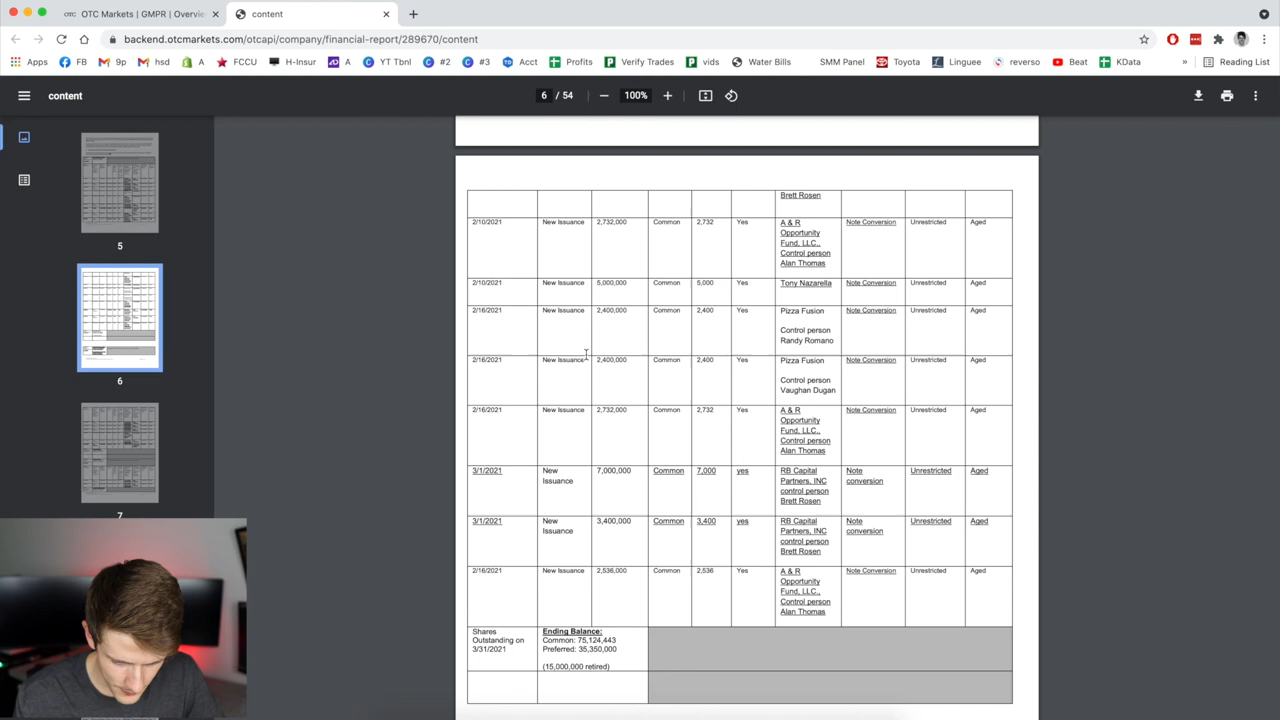 OTC Markets | GMPR | Overvie
content
backend.otcmarkets.com/otcapi/company/financial-report/289670/content
Apps FB 9p hsd A FCCU H-Insur A YT Tbnl #2 #3 Acct Profits Verify Trades vids Water Bills SMM Panel Toyota Linguee reverso Beat KData » Reading List
content
6 / 54
100%
5
6
7
Brett Rosen
2/10/2021 New Issuance 2,732,000 Common 2,732 Yes A & R Note Conversion Unrestricted Aged
Opportunity
Fund, LLC.,
Control person
Alan Thomas
2/10/2021 New Issuance 5,000,000 Common 5,000 Yes Tony Nazarella Note Conversion Unrestricted Aged
2/16/2021 New Issuance 2,400,000 Common 2,400 Yes Pizza Fusion Note Conversion Unrestricted Aged
Control person
Randy Romano
2/16/2021 New Issuance 2,400,000 Common 2,400 Yes Pizza Fusion Note Conversion Unrestricted Aged
Control person
Vaughan Dugan
2/16/2021 New Issuance 2,732,000 Common 2,732 Yes A & R Note Conversion Unrestricted Aged
Opportunity
Fund, LLC.,
Control person
Alan Thomas
3/1/2021 New 7,000,000 Common 7,000 yes RB Capital Note Unrestricted Aged
Issuance Partners, INC conversion
control person
Brett Rosen
3/1/2021 New 3,400,000 Common 3,400 yes RB Capital Note Unrestricted Aged
Issuance Partners, INC conversion
control person
Brett Rosen
2/16/2021 New Issuance 2,536,000 Common 2,536 Yes A & R Note Conversion Unrestricted Aged
Opportunity
Fund, LLC.,
Control person
Alan Thomas
Shares Ending Balance:
Outstanding on Common: 75,124,443
3/31/2021 Preferred: 35,350,000
(15,000,000 retired)